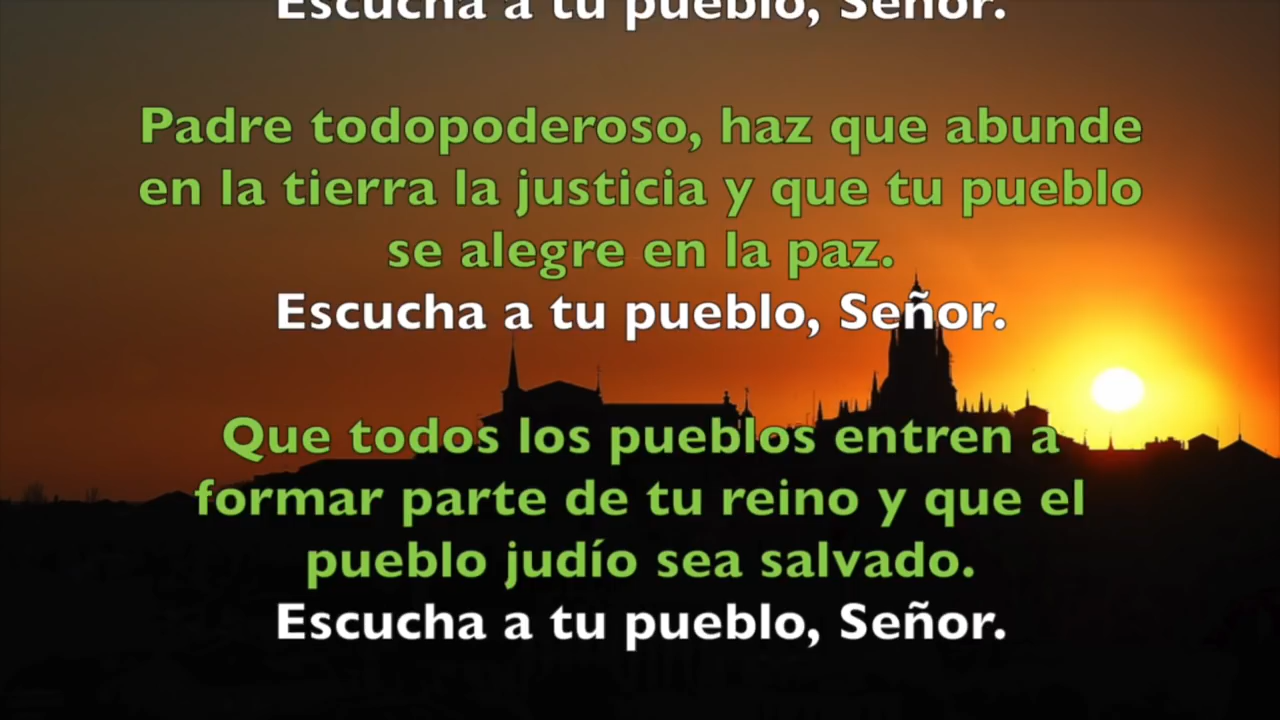 Escucha a tu pueblo, Señor.
Padre todopoderoso, haz que abunde
en la tierra la justicia y que tu pueblo
se alegre en la paz.
Escucha a tu pueblo, Señor.
Que todos los pueblos entren a
formar parte de tu reino y que el
pueblo judío sea salvado.
Escucha a tu pueblo, Señor.